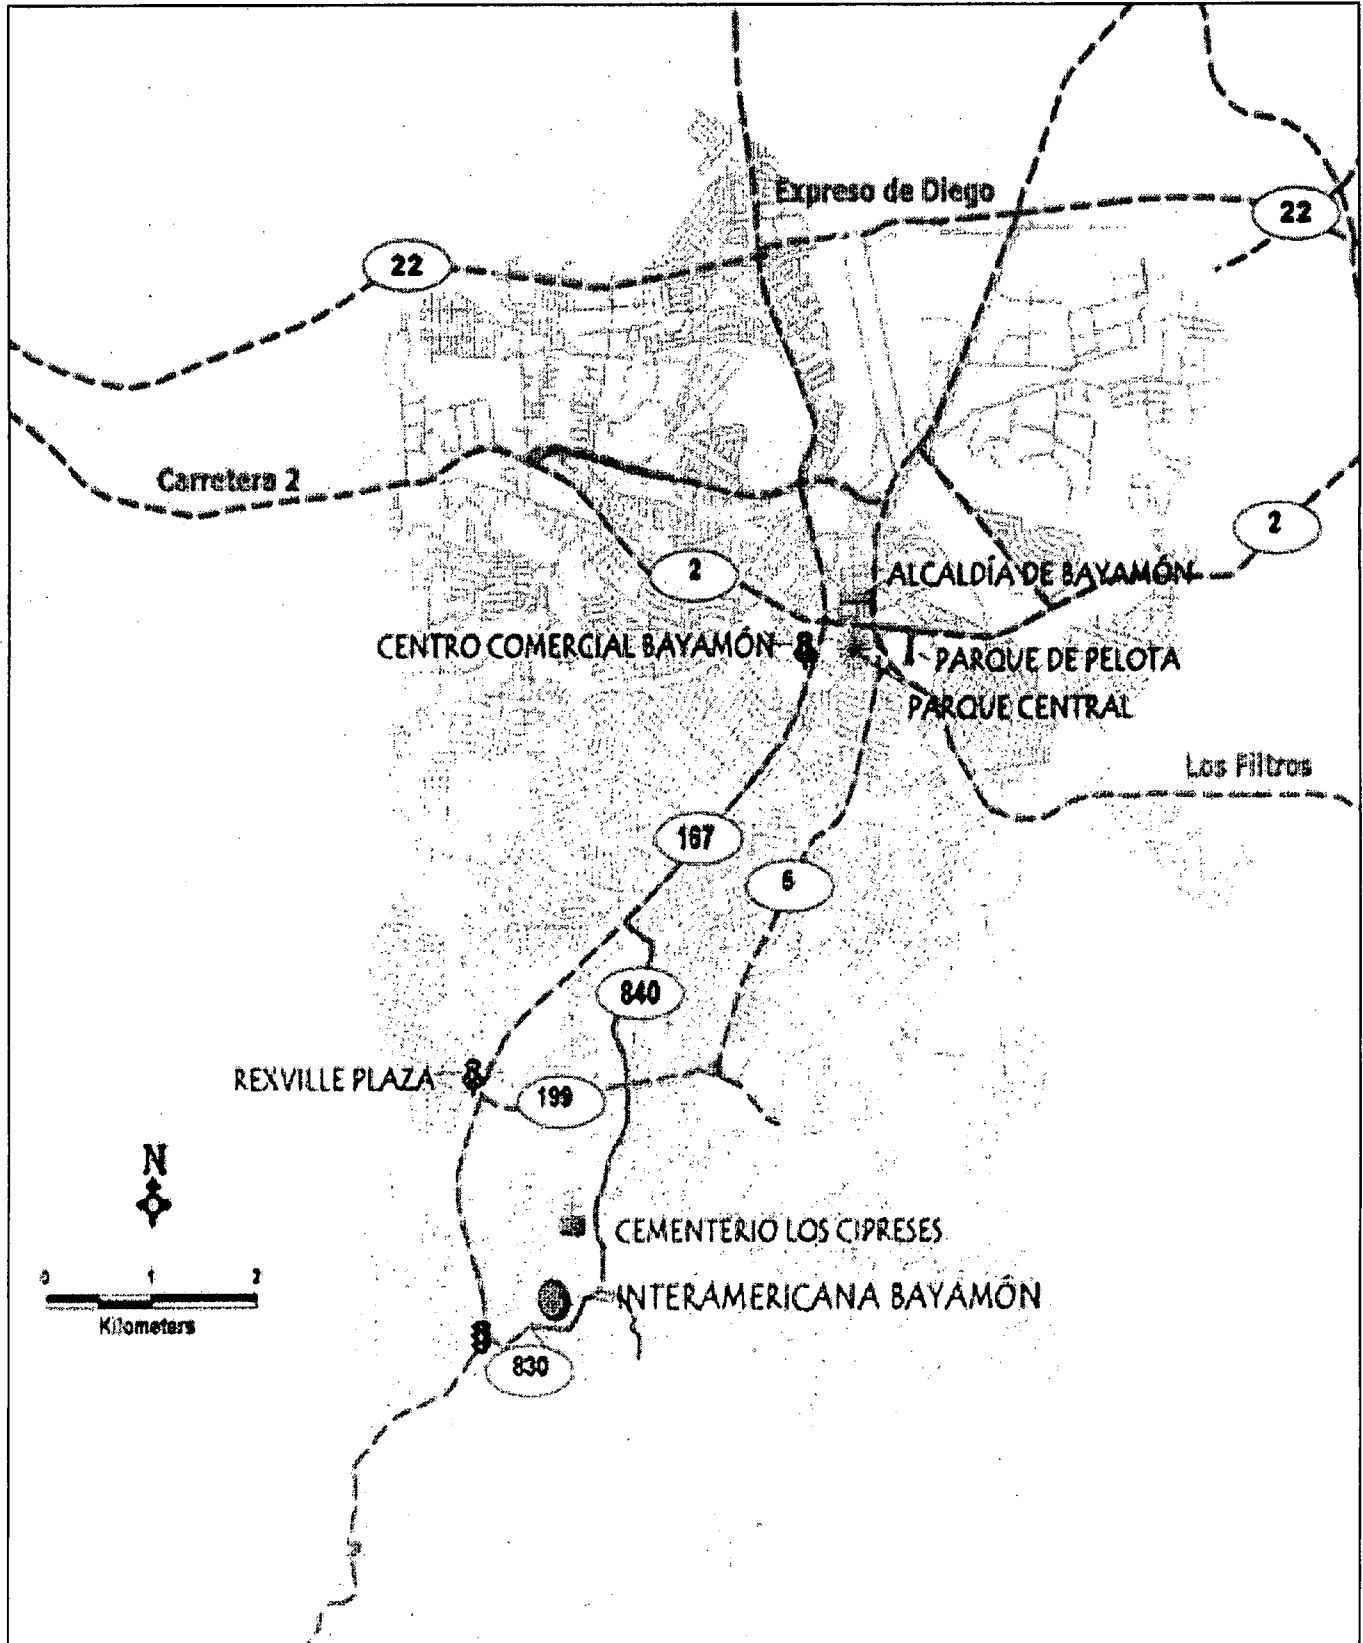 Expreso de Diego
22
22
Carretera 2
2
2
ALCALDÍA DE BAYAMÓN
CENTRO COMERCIAL BAYAMÓN
PARQUE DE PELOTA
PARQUE CENTRAL
Los Filtros
167
5
840
REXVILLE PLAZA
199
N
CEMENTERIO LOS CIPRESES
0 1 2
Kilometers
INTERAMERICANA BAYAMÓN
830